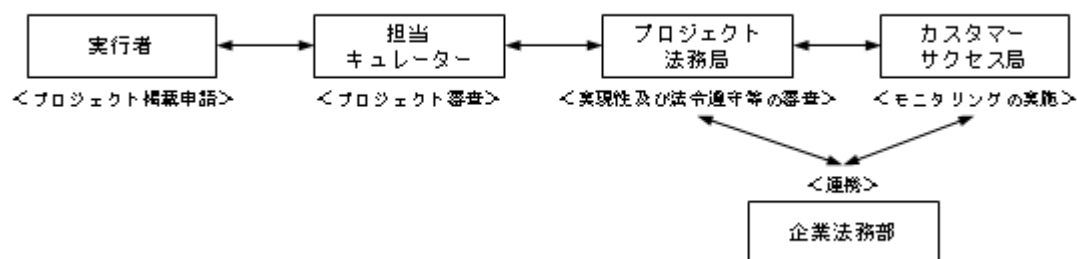 実行者
担当
キュレーター
プロジェクト
法務局
カスタマー
サクセス局
＜プロジェクト掲載申請＞
＜プロジェクト審査＞
＜実現性及び法令遵守等の審査＞
＜モニタリングの実施＞
＜連携＞
企業法務部